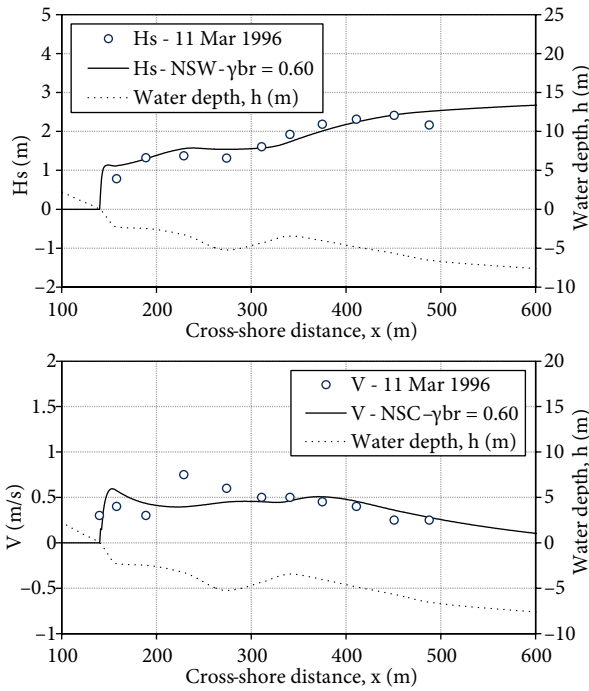 5
4
3
2
1
0
−1
−2
Hs (m)
Hs - 11 Mar 1996
Hs - NSW - γbr = 0.60
Water depth, h (m)
25
20
15
10
5
0
−5
−10
Water depth, h (m)
100 200 300 400 500 600
Cross-shore distance, x (m)
2
1.5
1
0.5
0
−0.5
−1
V (m/s)
V - 11 Mar 1996
V - NSC−γbr = 0.60
Water depth, h (m)
20
15
10
5
0
−5
−10
Water depth, h (m)
100 200 300 400 500 600
Cross-shore distance, x (m)